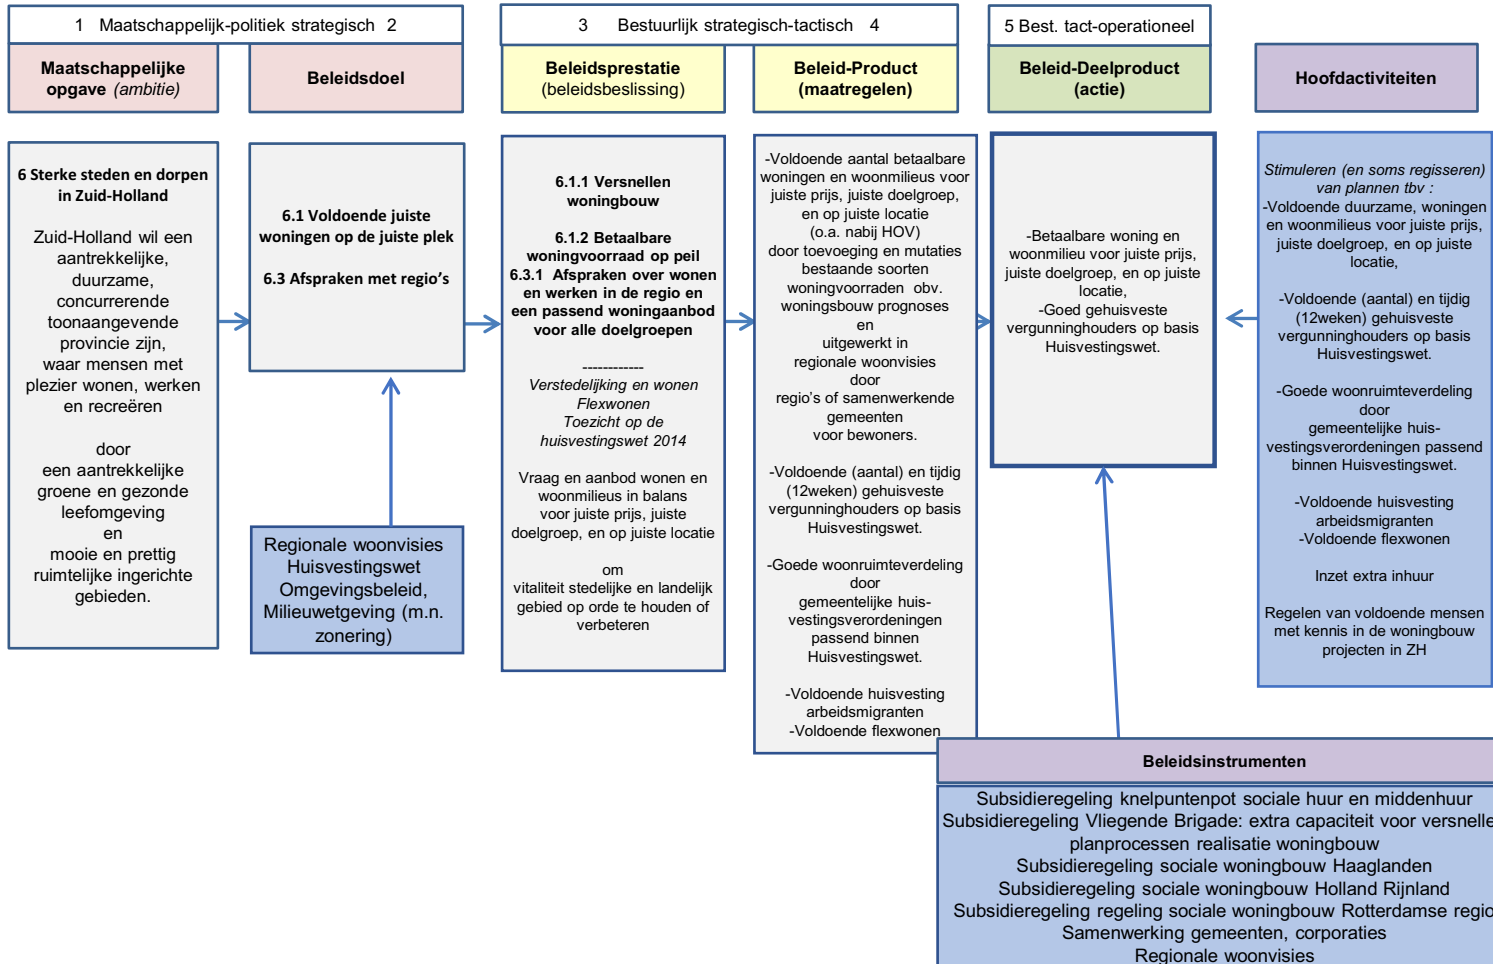 1 Maatschappelijk-politiek strategisch 2
3 Bestuurlijk strategisch-tactisch 4
5 Best. tact-operationeel
Maatschappelijke
opgave (ambitie)
Beleidsdoel
Beleidsprestatie
(beleidsbeslissing)
Beleid-Product
(maatregelen)
Beleid-Deelproduct
(actie)
Hoofdactiviteiten
6 Sterke steden en dorpen
in Zuid-Holland
Zuid-Holland wil een
aantrekkelijke,
duurzame,
concurrerende
toonaangevende
provincie zijn,
waar mensen met
plezier wonen, werken
en recreëren
door
een aantrekkelijke
groene en gezonde
leefomgeving
en
mooie en prettig
ruimtelijke ingerichte
gebieden.
6.1 Voldoende juiste
woningen op de juiste plek
6.3 Afspraken met regio's
Regionale woonvisies
Huisvestingswet
Omgevingsbeleid,
Milieuwetgeving (m.n.
zonering)
6.1.1 Versnellen
woningbouw
6.1.2 Betaalbare
woningvoorraad op peil
6.3.1 Afspraken over wonen
en werken in de regio en
een passend woningaanbod
voor alle doelgroepen
------------
Verstedelijking en wonen
Flexwonen
Toezicht op de
huisvestingswet 2014
Vraag en aanbod wonen en
woonmilieus in balans
voor juiste prijs, juiste
doelgroep, en op juiste locatie
om
vitaliteit stedelijke en landelijk
gebied op orde te houden of
verbeteren
-Voldoende aantal betaalbare
woningen en woonmilieus voor
juiste prijs, juiste doelgroep,
en op juiste locatie
(o.a. nabij HOV)
door toevoeging en mutaties
bestaande soorten
woningvoorraden obv.
woningsbouw prognoses
en
uitgewerkt in
regionale woonvisies
door
regio's of samenwerkende
gemeenten
voor bewoners.
-Voldoende (aantal) en tijdig
(12weken) gehuisveste
vergunninghouders op basis
Huisvestingswet.
-Goede woonruimteverdeling
door
gemeentelijke huis-
vestingsverordeningen
passend binnen
Huisvestingswet.
-Voldoende huisvesting
arbeidsmigranten
-Voldoende flexwonen
-Betaalbare woning en
woonmilieu voor juiste prijs,
juiste doelgroep, en op juiste
locatie,
-Goed gehuisveste
vergunninghouders op basis
Huisvestingswet.
Stimuleren (en soms regisseren)
van plannen tbv :
-Voldoende duurzame, woningen
en woonmilieus voor juiste prijs,
juiste doelgroep, en op juiste
locatie,
-Voldoende (aantal) en tijdig
(12weken) gehuisveste
vergunninghouders op basis
Huisvestingswet.
-Goede woonruimteverdeling
door
gemeentelijke huis-
vestingsverordeningen passend
binnen Huisvestingswet.
-Voldoende huisvesting
arbeidsmigranten
-Voldoende flexwonen
Inzet extra inhuur
Regelen van voldoende mensen
met kennis in de woningbouw
projecten in ZH
Beleidsinstrumenten
Subsidieregeling knelpuntenpot sociale huur en middenhuur
Subsidieregeling Vliegende Brigade: extra capaciteit voor versnelle
planprocessen realisatie woningbouw
Subsidieregeling sociale woningbouw Haaglanden
Subsidieregeling sociale woningbouw Holland Rijnland
Subsidieregeling regeling sociale woningbouw Rotterdamse regio
Samenwerking gemeenten, corporaties
Regionale woonvisies